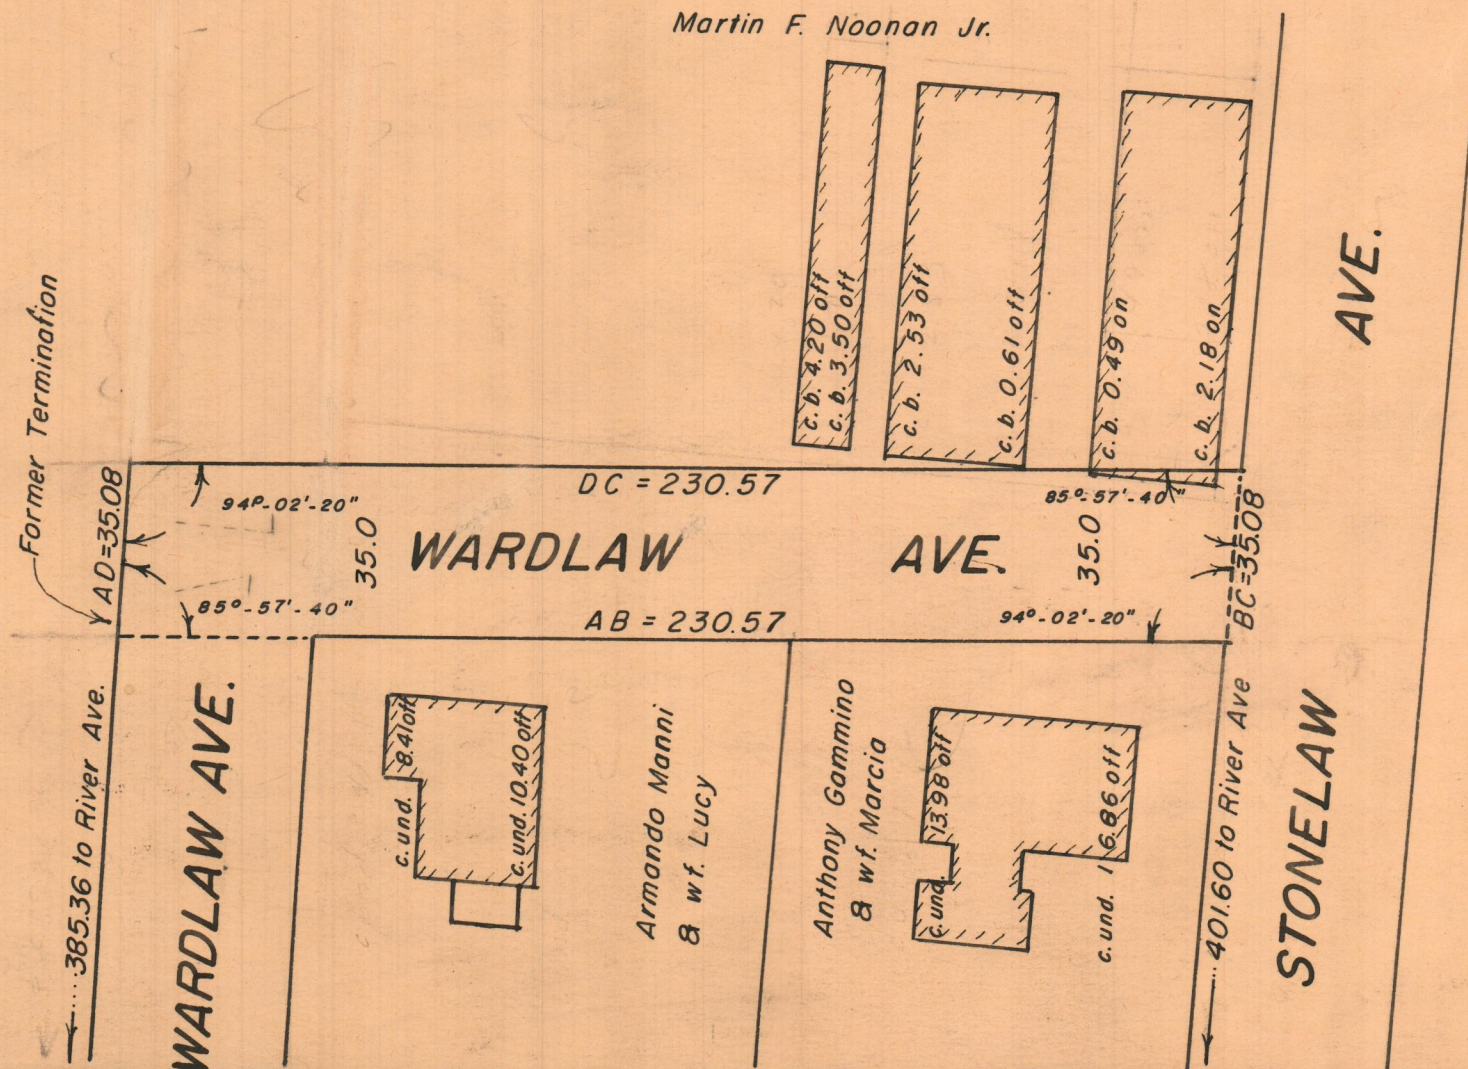 Martin F. Noonan Jr.
Former Termination
c.b. 4.20 off
c.b. 3.50 off
c.b. 2.53 off
c.b. 0.61 off
c.b. 0.49 on
c.b. 2.18 on
AVE.
AD=35.08
94º-02'-20"
DC = 230.57
85º-57'-40"
35.0
WARDLAW AVE.
35.0
BC=35.08
85º-57'-40"
AB = 230.57
94º-02'-20"
385.36 to River Ave.
WARDLAW AVE.
c. und. 8.41 off
c. und. 10.40 off
Armando Manni
& wf. Lucy
Anthony Gammino
& wf. Marcia
c. und. 13.98 off
c. und. 16.86 off
401.60 to River Ave
STONELAW